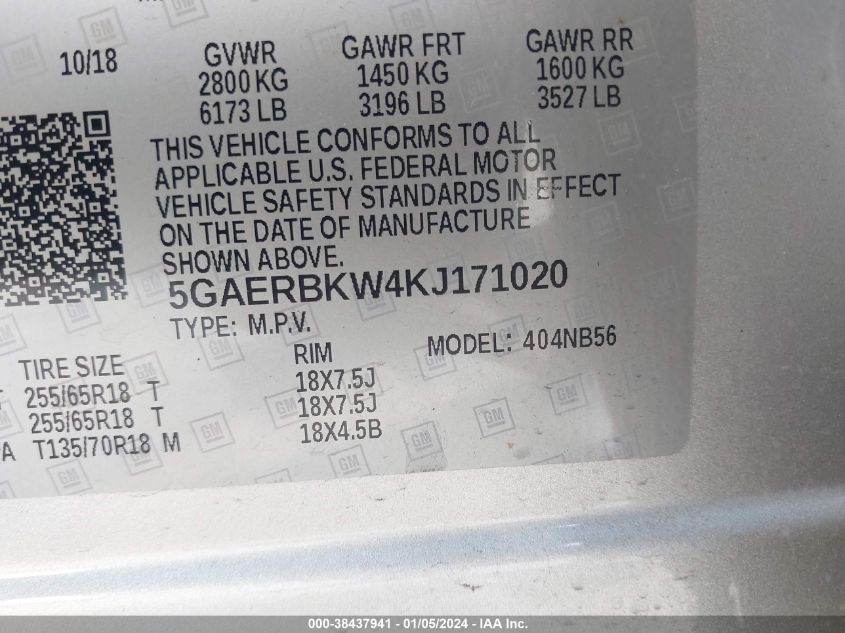 10/18 GVWR GAWR FRT GAWR RR
2800 KG 1450 KG 1600 KG
6173 LB 3196 LB 3527 LB
THIS VEHICLE CONFORMS TO ALL
APPLICABLE U.S. FEDERAL MOTOR
VEHICLE SAFETY STANDARDS IN EFFECT
ON THE DATE OF MANUFACTURE
SHOWN ABOVE.
5GAERBKW4KJ171020
TYPE: M.P.V. MODEL: 404NB56
TIRE SIZE RIM
255/65R18 T 18X7.5J
255/65R18 T 18X7.5J
A T135/70R18 M 18X4.5B
000-38437941 - 01/05/2024 - IAA Inc.